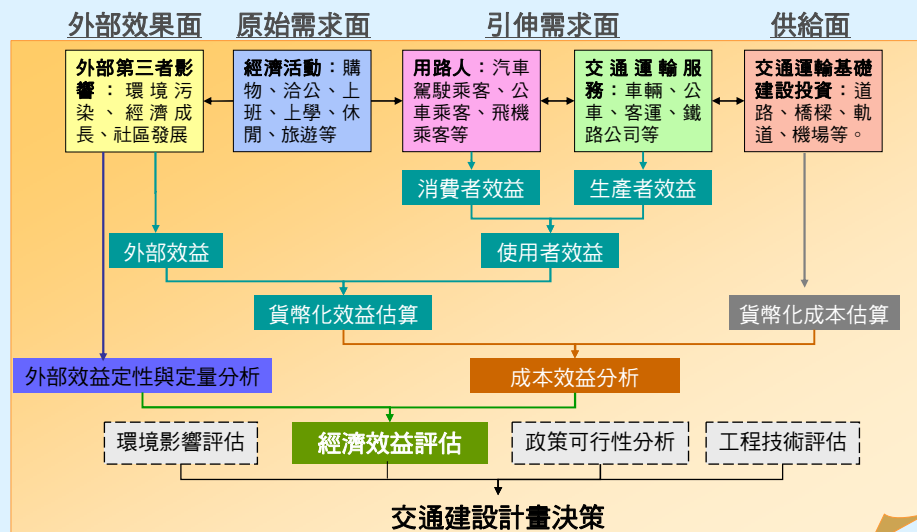 外部效果面
原始需求面
引伸需求面
供給面
外部第三者影
響：環境污
染、經濟成
長、社區發展
經濟活動：購
物、洽公、上
班、上學、休
閒、旅遊等
用路人：汽車
駕駛乘客、公
車乘客、飛機
乘客等
交通運輸服
務：車輛、公
車、客運、鐵
路公司等
交通運輸基礎
建設投資：道
路、橋樑、軌
道、機場等。
消費者效益
生產者效益
外部效益
使用者效益
貨幣化效益估算
貨幣化成本估算
外部效益定性與定量分析
成本效益分析
環境影響評估
經濟效益評估
政策可行性分析
工程技術評估
交通建設計畫決策